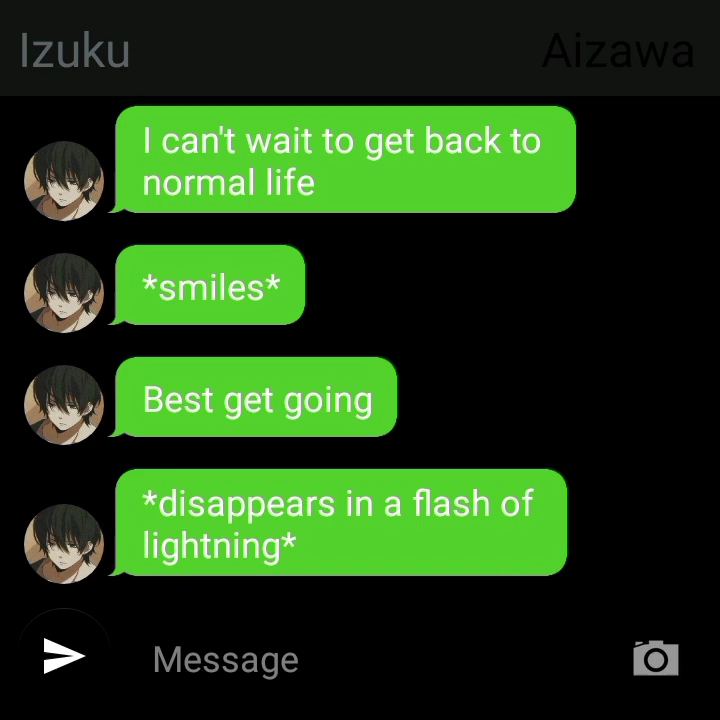 Izuku
Aizawa
I can't wait to get back to
normal life
*smiles*
Best get going
*disappears in a flash of
lightning*
Message